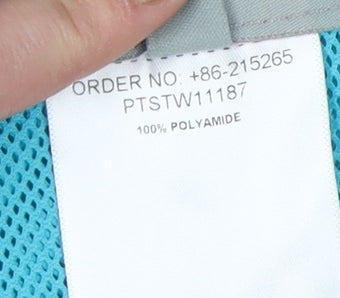 ORDER NO: +86-215265
PTSTW11187
100% POLYAMIDE